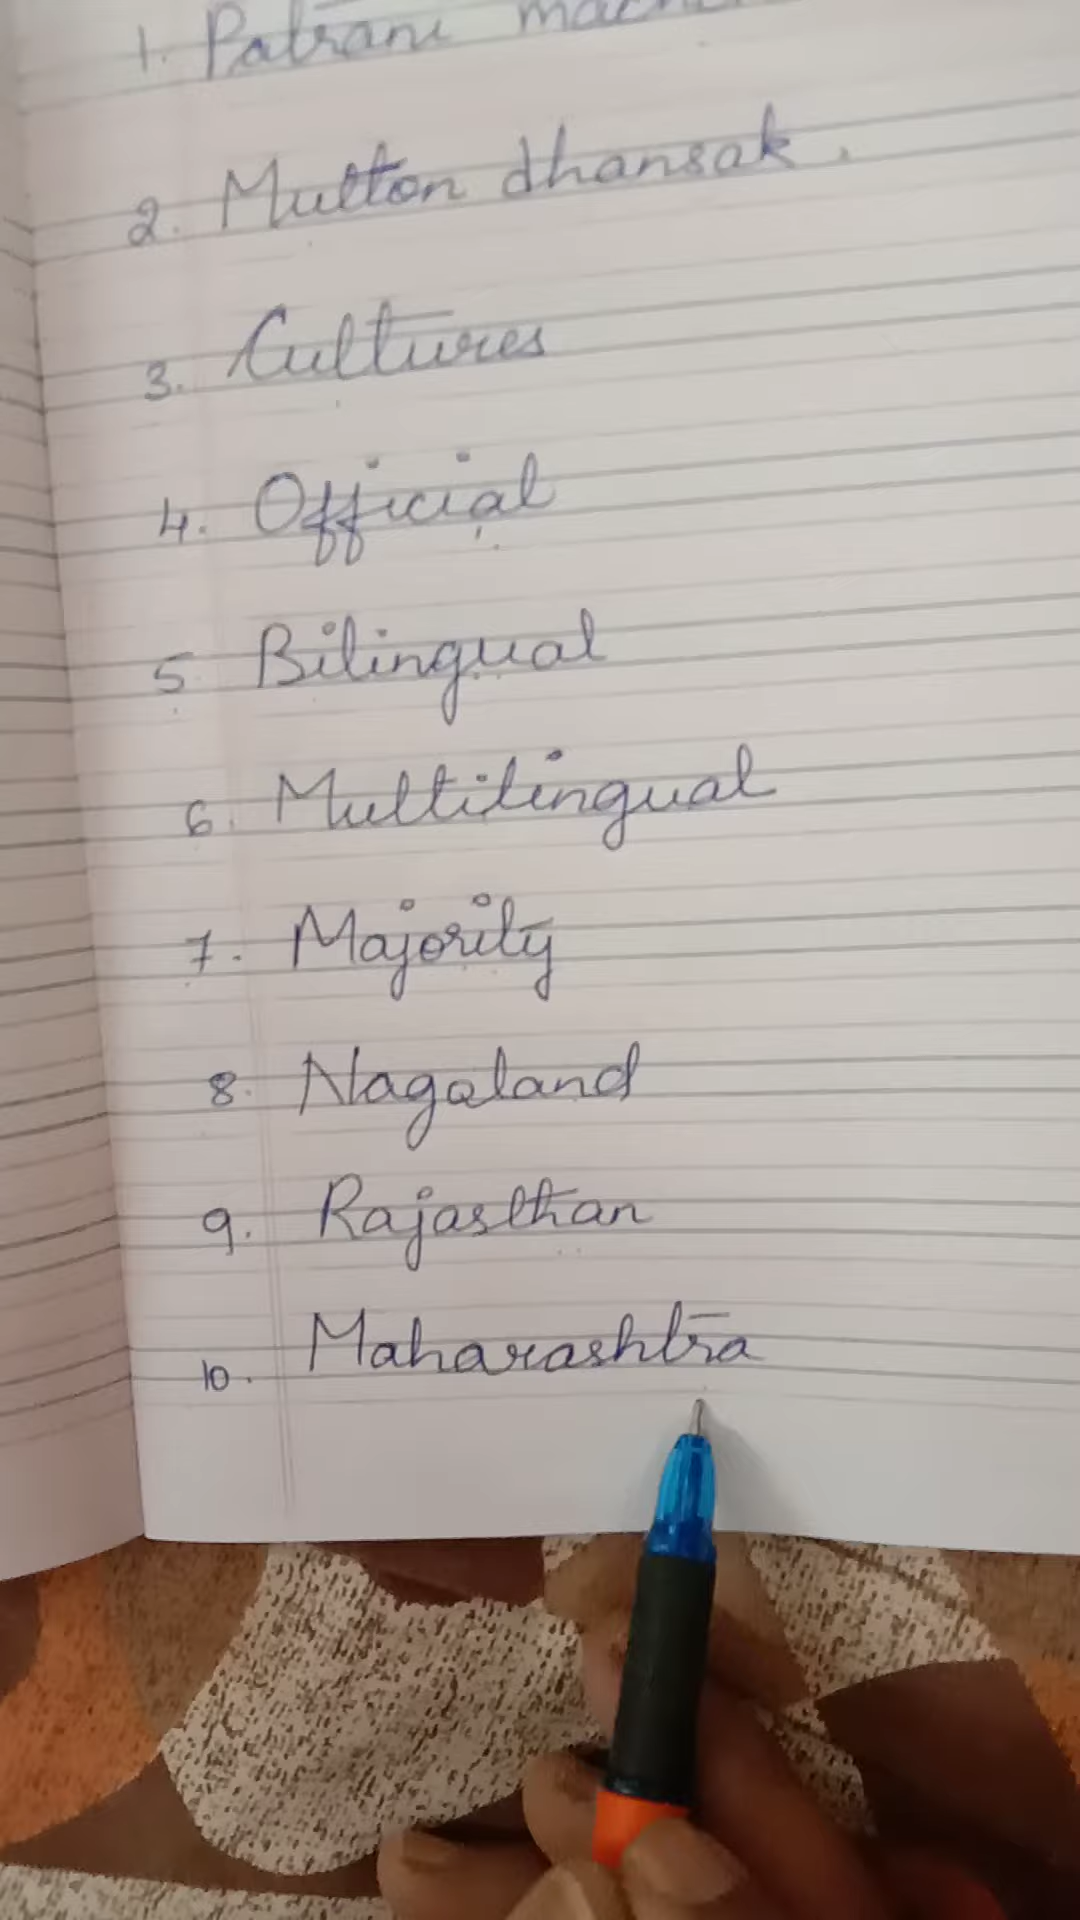 1. Patrani
2. Mutton dhansak.
3. Cultures
4. Official
5 Bilingual
6. Multilingual
7. Majority
8. Nagaland
9. Rajasthan
10. Maharashtra